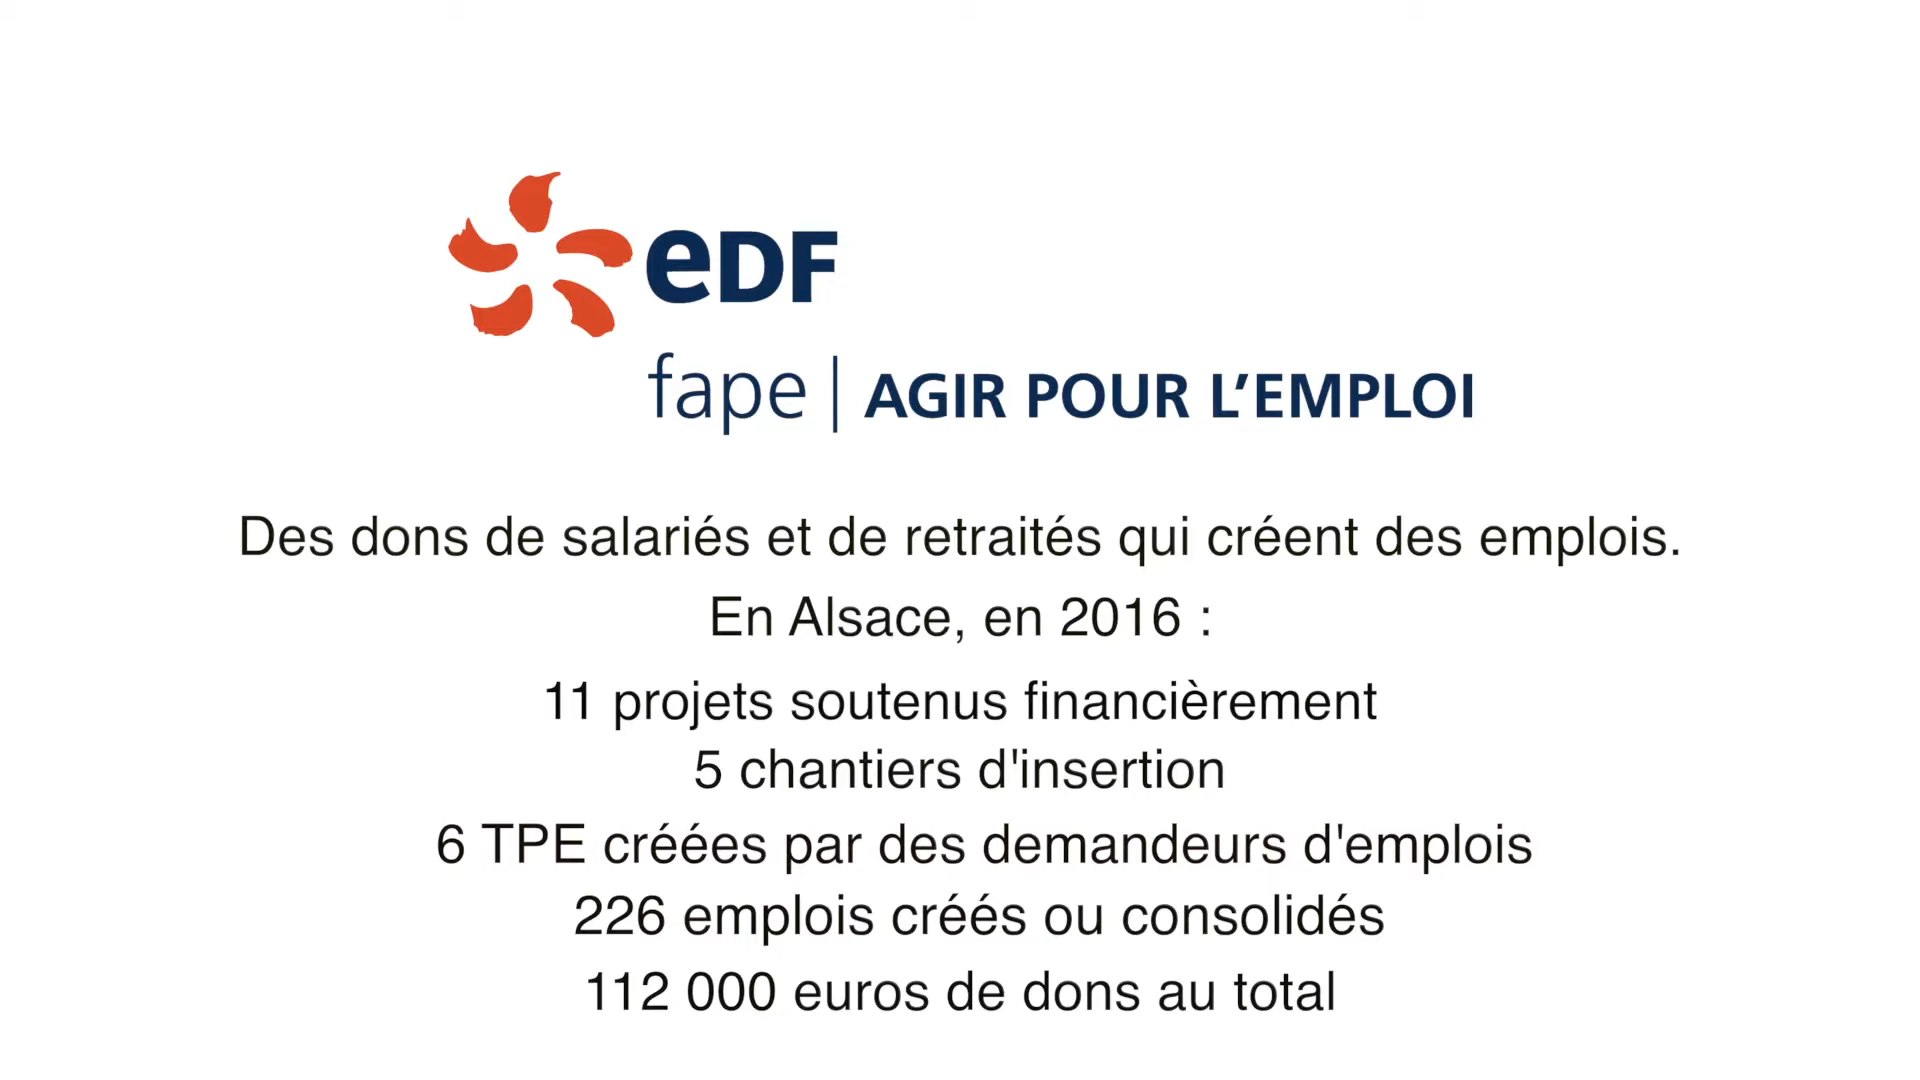 eDF
fape | AGIR POUR L’EMPLOI
Des dons de salariés et de retraités qui créent des emplois.
En Alsace, en 2016 :
11 projets soutenus financièrement
5 chantiers d'insertion
6 TPE créées par des demandeurs d'emplois
226 emplois créés ou consolidés
112 000 euros de dons au total